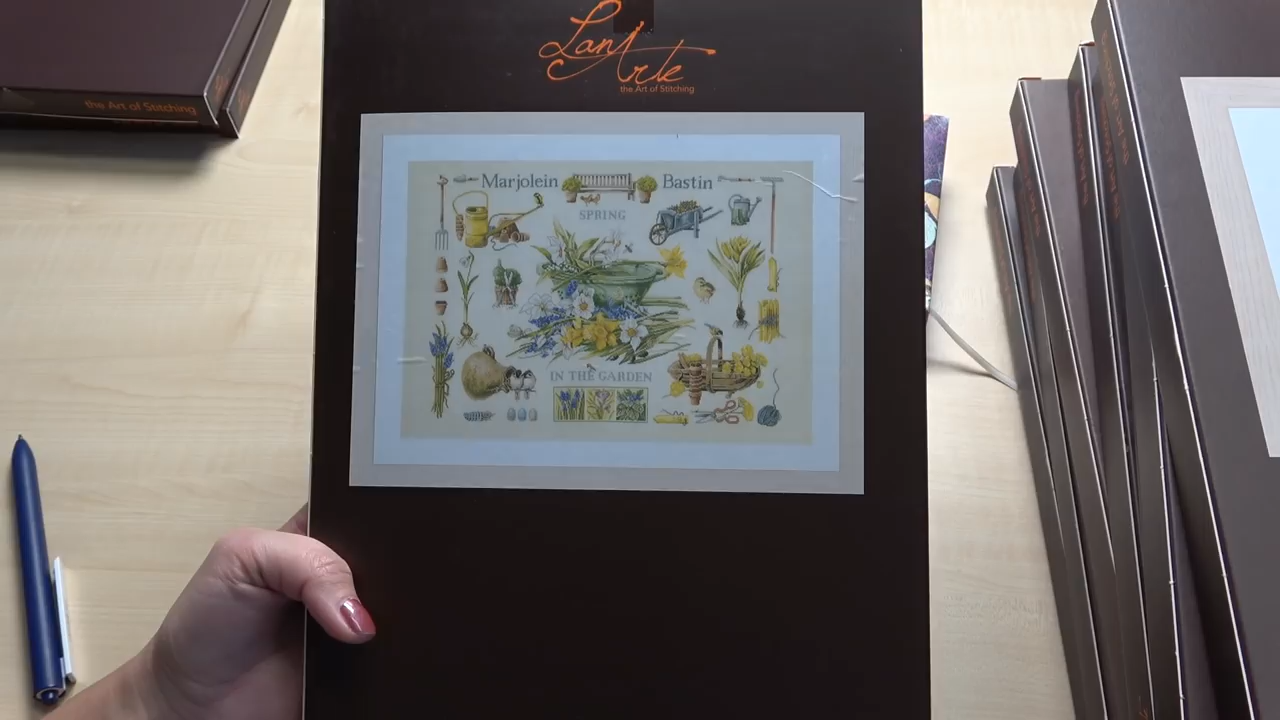 LanArte
the Art of Stitching
the Art of Stitching
Marjolein Bastin
SPRING
IN THE GARDEN